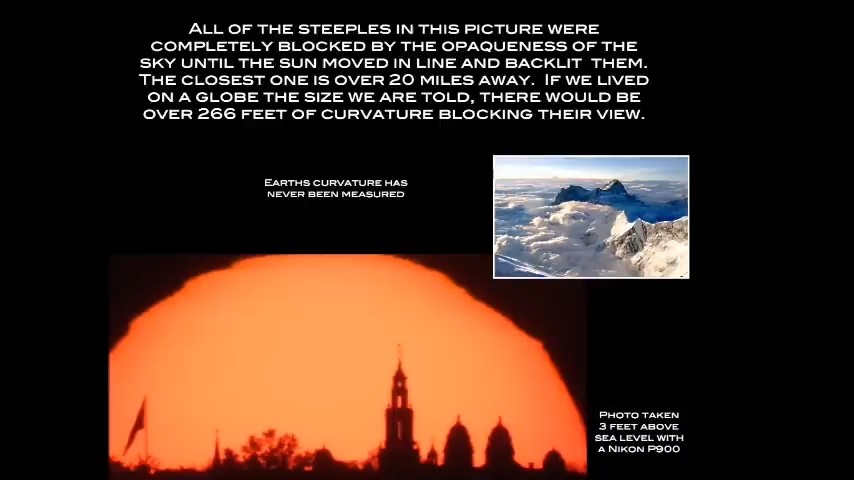 All of the steeples in this picture were
completely blocked by the opaqueness of the
sky until the sun moved in line and backlit them.
The closest one is over 20 miles away. If we lived
on a globe the size we are told, there would be
over 266 feet of curvature blocking their view.
Earths curvature has
never been measured
Photo taken
3 feet above
sea level with
a Nikon P900